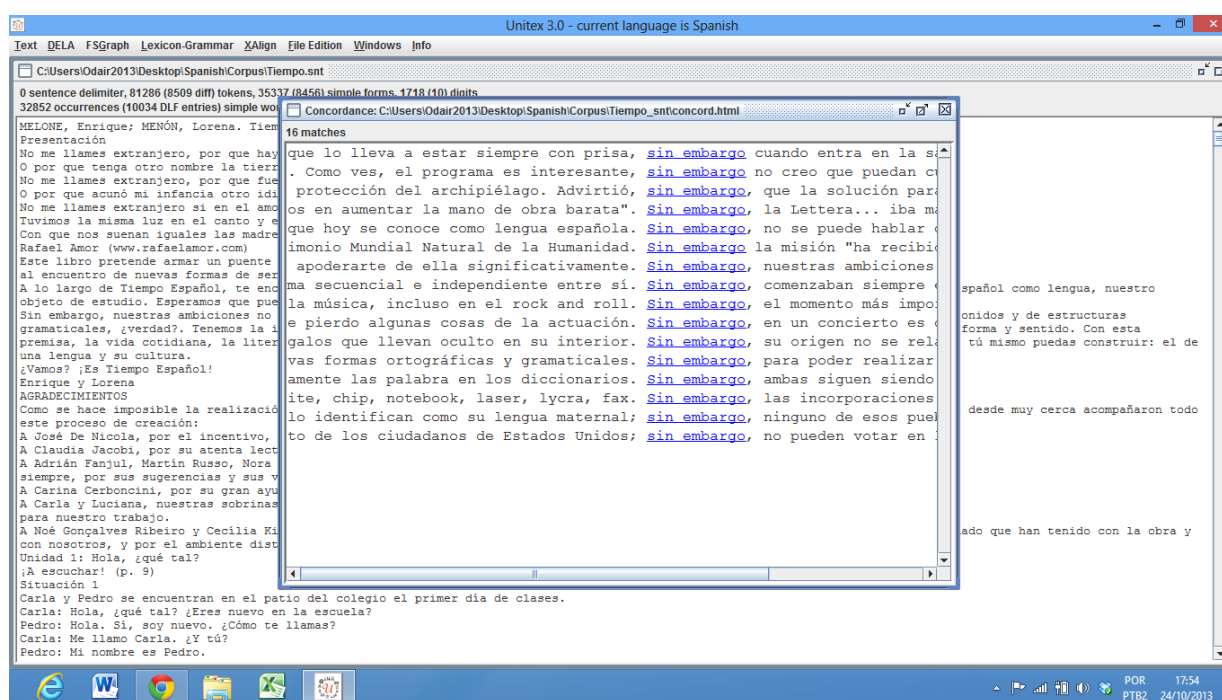 Unitex 3.0 - current language is Spanish
Text DELA FSGraph Lexicon-Grammar XAlign File Edition Windows Info
C:\Users\Odair2013\Desktop\Spanish\Corpus\Tiempo.snt
0 sentence delimiter, 81286 (8509 diff) tokens, 35337 (8456) simple forms, 1718 (10) digits
32852 occurrences (10034 DLF entries) simple wo
Concordance: C:\Users\Odair2013\Desktop\Spanish\Corpus\Tiempo_snt\concord.html
16 matches
que lo lleva a estar siempre con prisa, sin embargo cuando entra en la sa
. Como ves, el programa es interesante, sin embargo no creo que puedan cu
protección del archipiélago. Advirtió, sin embargo, que la solución para
os en aumentar la mano de obra barata". Sin embargo, la Lettera... iba má
que hoy se conoce como lengua española. Sin embargo, no se puede hablar
imonio Mundial Natural de la Humanidad. Sin embargo la misión "ha recibi
apoderarte de ella significativamente. Sin embargo, nuestras ambiciones
ma secuencial e independiente entre sí. Sin embargo, comenzaban siempre
la música, incluso en el rock and roll. Sin embargo, el momento más impo
e pierdo algunas cosas de la actuación. Sin embargo, en un concierto es
galos que llevan oculto en su interior. Sin embargo, su origen no se rela
vas formas ortográficas y gramaticales. Sin embargo, para poder realizar
amente las palabra en los diccionarios. Sin embargo, ambas siguen siendo
ite, chip, notebook, laser, lycra, fax. Sin embargo, las incorporaciones
lo identifican como su lengua maternal; sin embargo, ninguno de esos pueb
to de los ciudadanos de Estados Unidos; sin embargo, no pueden votar en
MELONE, Enrique; MENÓN, Lorena. Tiem
Presentación
No me llames extranjero, por que hay
O por que tenga otro nombre la tierr
No me llames extranjero, por que fue
O por que acunó mi infancia otro idi
No me llames extranjero si en el amo
Tuvimos la misma luz en el canto y e
Con que nos suenan iguales las madre
Rafael Amor (www.rafaelamor.com)
Este libro pretende armar un puente
al encuentro de nuevas formas de ser
A lo largo de Tiempo Español, te enc spañol como lengua, nuestro
objeto de estudio. Esperamos que pue
Sin embargo, nuestras ambiciones no onidos y de estructuras
gramaticales, ¿verdad?. Tenemos la i forma y sentido. Con esta
premisa, la vida cotidiana, la liter tú mismo puedas construir: el de
una lengua y su cultura.
¿Vamos? ¡Es Tiempo Español!
Enrique y Lorena
AGRADECIMIENTOS
Como se hace imposible la realizació desde muy cerca acompañaron todo
este proceso de creación:
A José De Nicola, por el incentivo,
A Claudia Jacobi, por su atenta lect
A Adrián Fanjul, Martín Russo, Nora
siempre, por sus sugerencias y sus v
A Carina Cerboncini, por su gran ayu
A Carla y Luciana, nuestras sobrinas
para nuestro trabajo.
A Noé Gonçalves Ribeiro y Cecília Ki ado que han tenido con la obra y
con nosotros, y por el ambiente dist
Unidad 1: Hola, ¿qué tal?
¡A escuchar! (p. 9)
Situación 1
Carla y Pedro se encuentran en el patio del colegio el primer día de clases.
Carla: Hola, ¿qué tal? ¿Eres nuevo en la escuela?
Pedro: Hola. Sí, soy nuevo. ¿Cómo te llamas?
Carla: Me llamo Carla. ¿Y tú?
Pedro: Mi nombre es Pedro.
POR 17:54
PTB2 24/10/2013